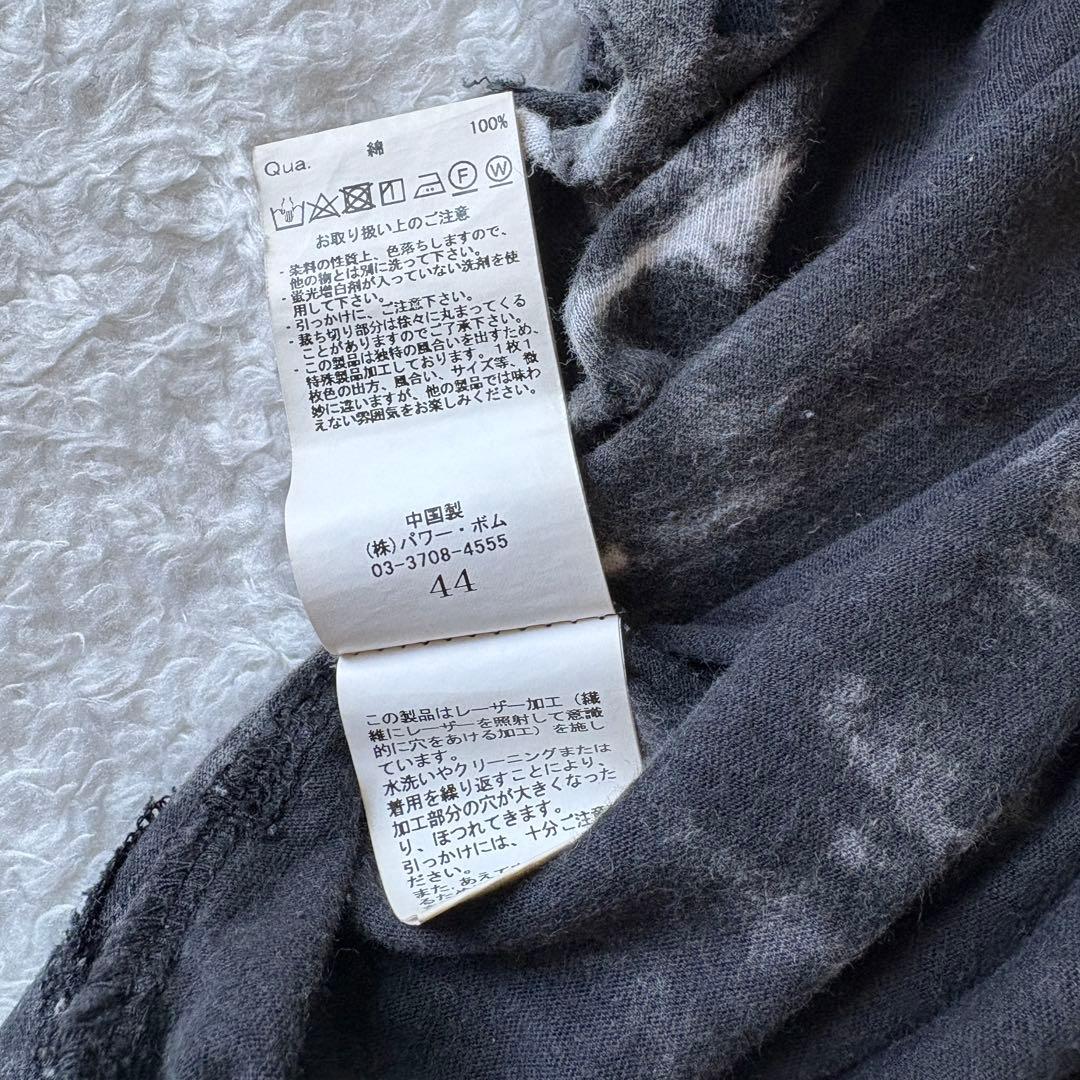 Qua. 綿 100%
F W
お取り扱い上のご注意
- 染料の性質上、色落ちしますので、
他の物とは別に洗って下さい。
- 蛍光増白剤が入っていない洗剤を使
用して下さい。
- 引っかけに、ご注意下さい。
- 裁ち切り部分は徐々に丸まってくる
ことがありますのでご了承下さい。
- この製品は独特の風合いを出すため、
特殊製品加工しております。1枚1
枚色の出方、風合い、サイズ等、微
妙に違いますが、他の製品では味わ
えない雰囲気をお楽しみください。
中国製
(株)パワー・ボム
03-3708-4555
44
この製品はレーザー加工（繊
維にレーザーを照射して意識
的に穴をあける加工）を施し
ています。
水洗いやクリーニングまたは
着用を繰り返すことにより、
加工部分の穴が大きくなった
り、ほつれてきます。
引っかけには、十分ご注意
ださい。
また、あえて